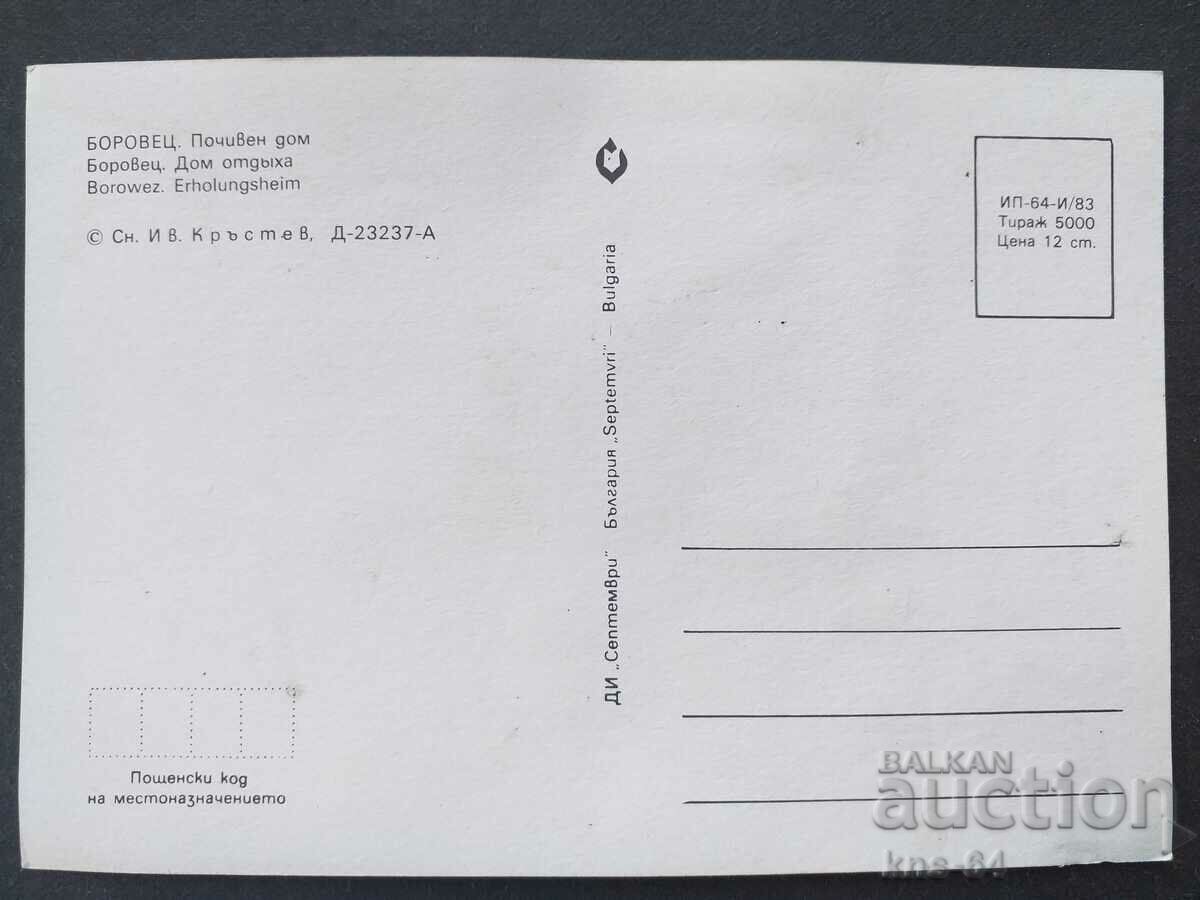 БОРОВЕЦ. Почивен дом
Боровец. Дом отдыха
Borowez. Erholungsheim
© Сн. Ив. Кръстев, Д-23237-А
Пощенски код
на местоназначението
ДИ „Септември" България „Septemvri" – Bulgaria
ИП-64-И/83
Тираж 5000
Цена 12 ст.
BALKAN
auction
kns-64